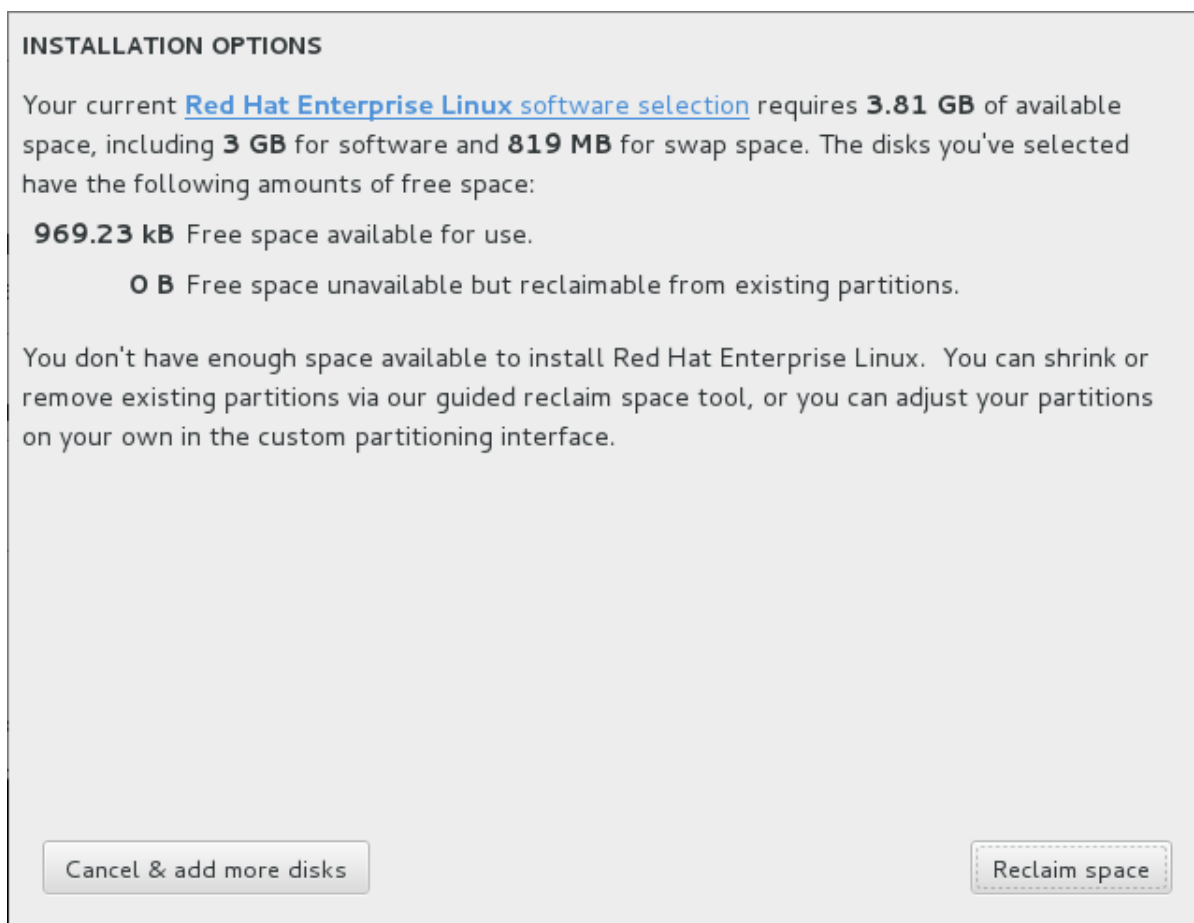 INSTALLATION OPTIONS
Your current Red Hat Enterprise Linux software selection requires 3.81 GB of available
space, including 3 GB for software and 819 MB for swap space. The disks you've selected
have the following amounts of free space:
969.23 kB Free space available for use.
0 B Free space unavailable but reclaimable from existing partitions.
You don't have enough space available to install Red Hat Enterprise Linux.  You can shrink or
remove existing partitions via our guided reclaim space tool, or you can adjust your partitions
on your own in the custom partitioning interface.
Cancel & add more disks
Reclaim space